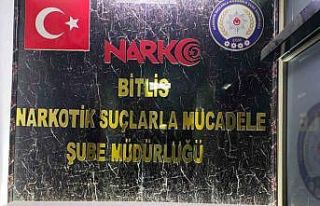 NARKO
BİTLİS
NARKOTİK SUÇLARLA MÜCADELE
ŞUBE MÜDÜRLÜĞÜ